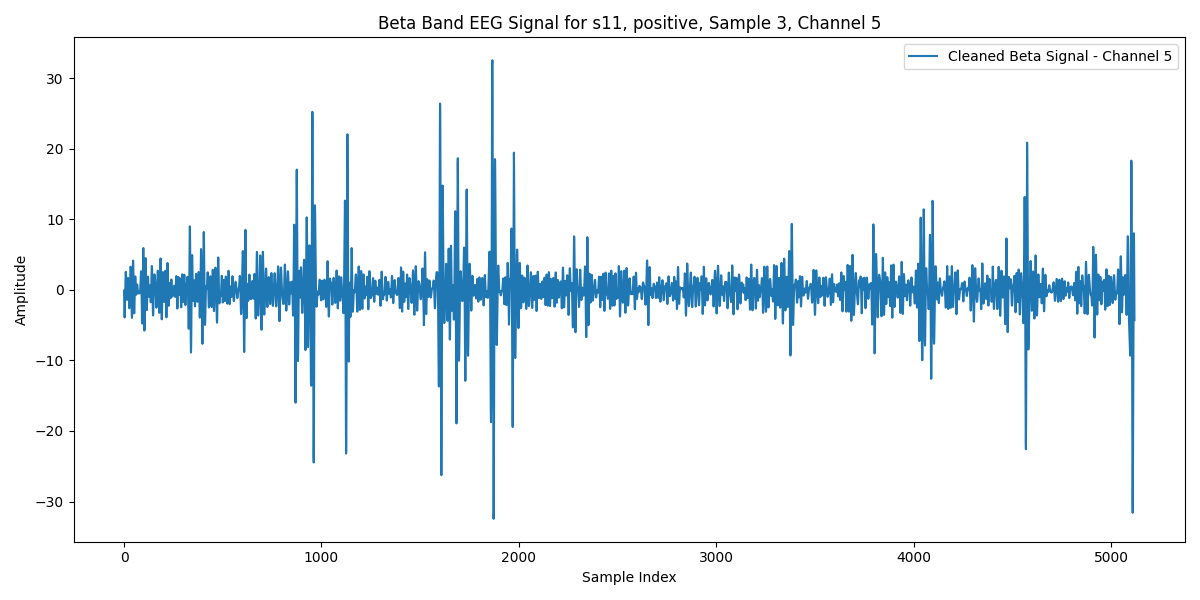 Beta Band EEG Signal for s11, positive, Sample 3, Channel 5
Cleaned Beta Signal - Channel 5
Amplitude
30
20
10
0
−10
−20
−30
0 1000 2000 3000 4000 5000
Sample Index